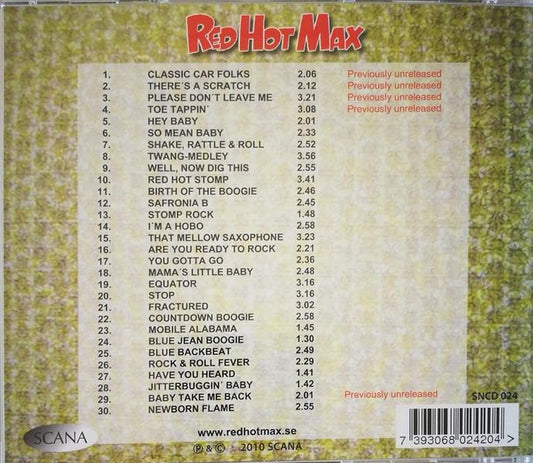 RED HOT MAX
1. CLASSIC CAR FOLKS 2.06 Previously unreleased
2. THERE´S A SCRATCH 2.12 Previously unreleased
3. PLEASE DON´T LEAVE ME 3.21 Previously unreleased
4. TOE TAPPIN´ 3.08 Previously unreleased
5. HEY BABY 2.01
6. SO MEAN BABY 2.33
7. SHAKE, RATTLE & ROLL 2.52
8. TWANG-MEDLEY 3.56
9. WELL, NOW DIG THIS 2.55
10. RED HOT STOMP 3.41
11. BIRTH OF THE BOOGIE 2.46
12. SAFRONIA B 2.45
13. STOMP ROCK 1.48
14. I´M A HOBO 2.58
15. THAT MELLOW SAXOPHONE 3.23
16. ARE YOU READY TO ROCK 2.21
17. YOU GOTTA GO 2.36
18. MAMA´S LITTLE BABY 2.48
19. EQUATOR 3.16
20. STOP 3.16
21. FRACTURED 3.02
22. COUNTDOWN BOOGIE 2.58
23. MOBILE ALABAMA 1.45
24. BLUE JEAN BOOGIE 1.30
25. BLUE BACKBEAT 2.49
26. ROCK & ROLL FEVER 2.29
27. HAVE YOU HEARD 1.41
28. JITTERBUGGIN´ BABY 1.42
29. BABY TAKE ME BACK 2.01 Previously unreleased
30. NEWBORN FLAME 2.55
SNCD 024
7 393068 024204 >
SCANA
www.redhotmax.se
℗ & © 2010 SCANA